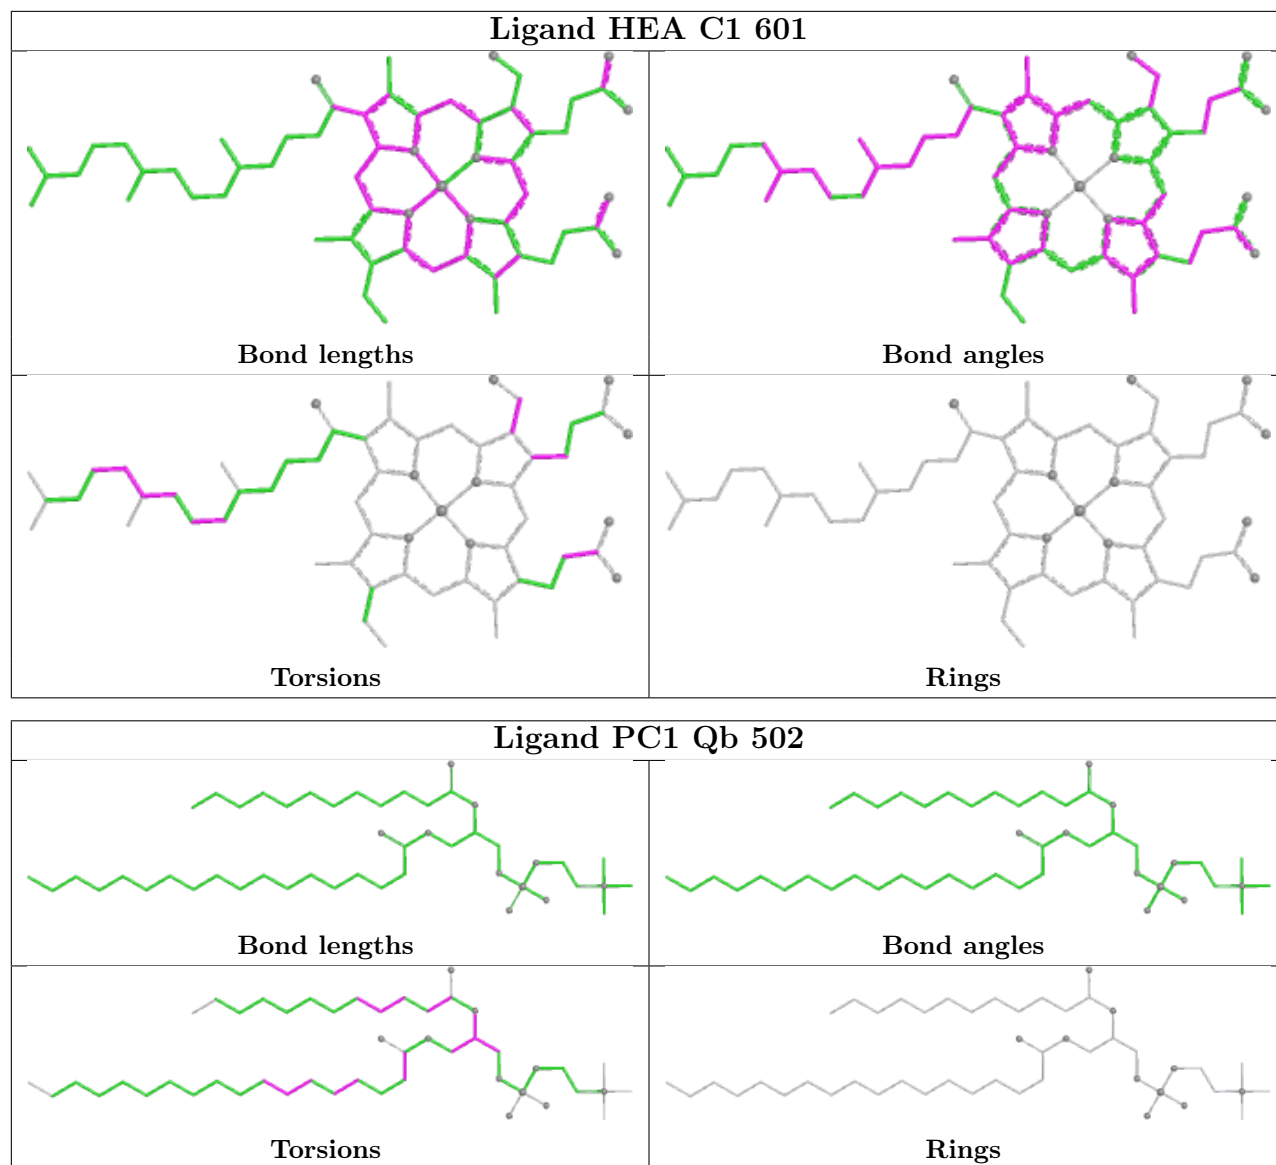 Ligand HEA C1 601
Bond lengths
Bond angles
Torsions
Rings
Ligand PC1 Qb 502
Bond lengths
Bond angles
Torsions
Rings